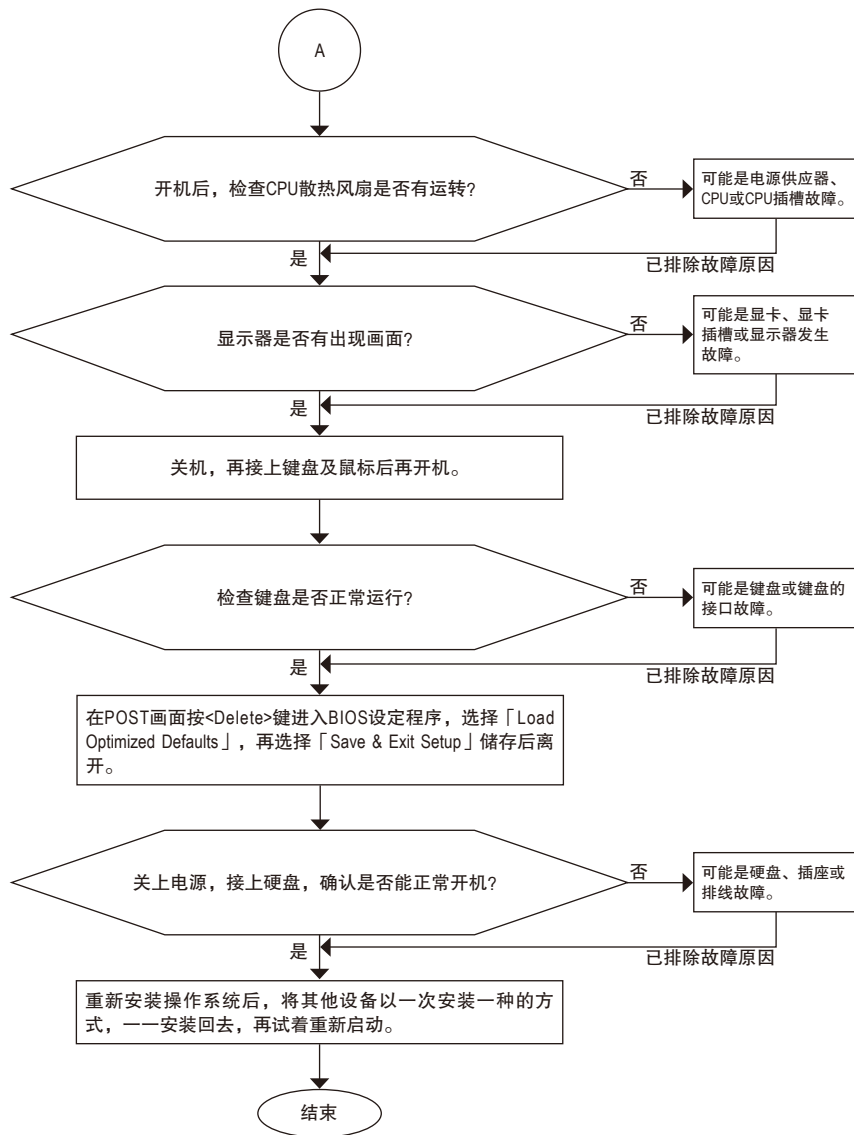 A
开机后，检查CPU散热风扇是否有运转？
否
可能是电源供应器、
CPU或CPU插槽故障。
是
已排除故障原因
显示器是否有出现画面？
否
可能是显卡、显卡
插槽或显示器发生
故障。
是
已排除故障原因
关机，再接上键盘及鼠标后再开机。
检查键盘是否正常运行？
否
可能是键盘或键盘的
接口故障。
是
已排除故障原因
在POST画面按<Delete>键进入BIOS设定程序，选择「Load
Optimized Defaults」，再选择「Save & Exit Setup」储存后离
开。
关上电源，接上硬盘，确认是否能正常开机？
否
可能是硬盘、插座或
排线故障。
是
已排除故障原因
重新安装操作系统后，将其他设备以一次安装一种的方
式，一一安装回去，再试着重新启动。
结束